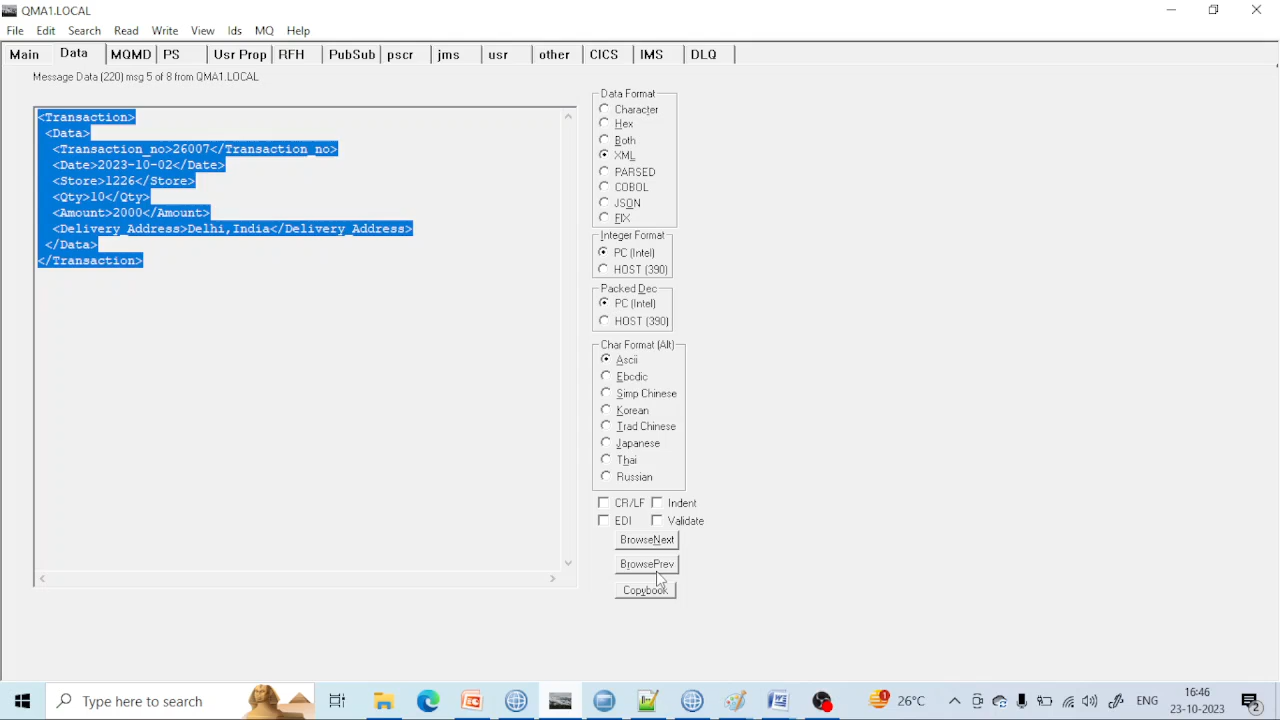 QMA1.LOCAL
File Edit Search Read Write View Ids MQ Help
Main Data MQMD PS Usr Prop RFH PubSub pscr jms usr other CICS IMS DLQ
Message Data (220) msg 5 of 8 from QMA1.LOCAL
<Transaction>
<Data>
<Transaction_no>26007</Transaction_no>
<Date>2023-10-02</Date>
<Store>1226</Store>
<Qty>10</Qty>
<Amount>2000</Amount>
<Delivery_Address>Delhi,India</Delivery_Address>
</Data>
</Transaction>
Data Format
Character
Hex
Both
XML
PARSED
COBOL
JSON
FIX
Integer Format
PC (Intel)
HOST (390)
Packed Dec
PC (Intel)
HOST (390)
Char Format (Alt)
Ascii
Ebcdic
Simp Chinese
Korean
Trad Chinese
Japanese
Thai
Russian
CR/LF Indent
EDI Validate
BrowseNext
BrowsePrev
Copybook
Type here to search
1
26°C
ENG
16:46
23-10-2023
2